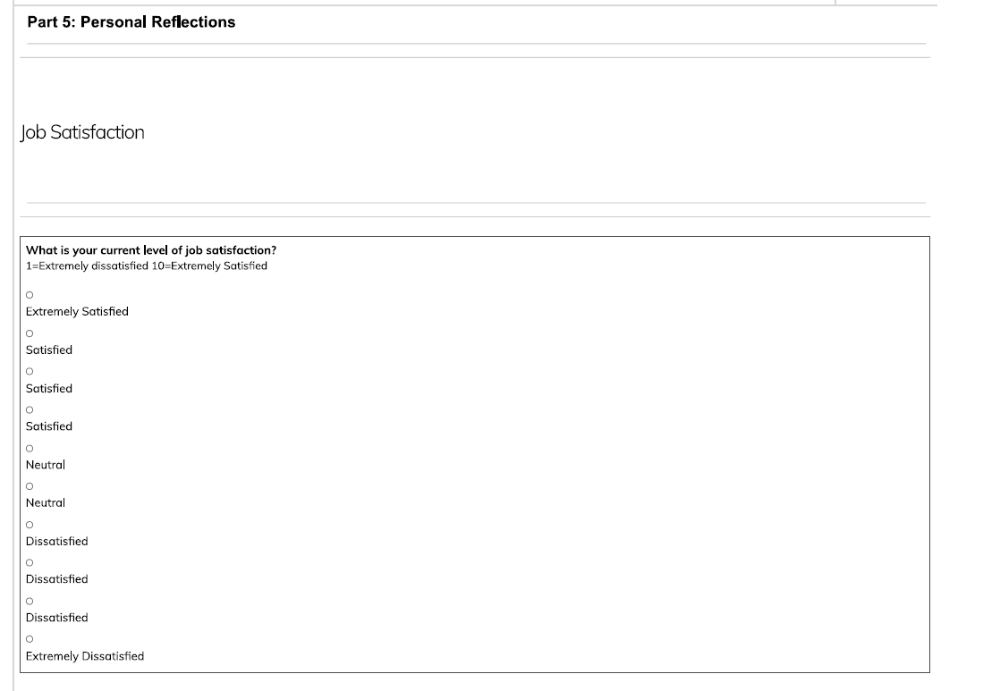 Part 5: Personal Reflections
Job Satisfaction
What is your current level of job satisfaction?
1=Extremely dissatisfied 10=Extremely Satisfied
Extremely Satisfied
Satisfied
Satisfied
Satisfied
Neutral
Neutral
Dissatisfied
Dissatisfied
Dissatisfied
Extremely Dissatisfied